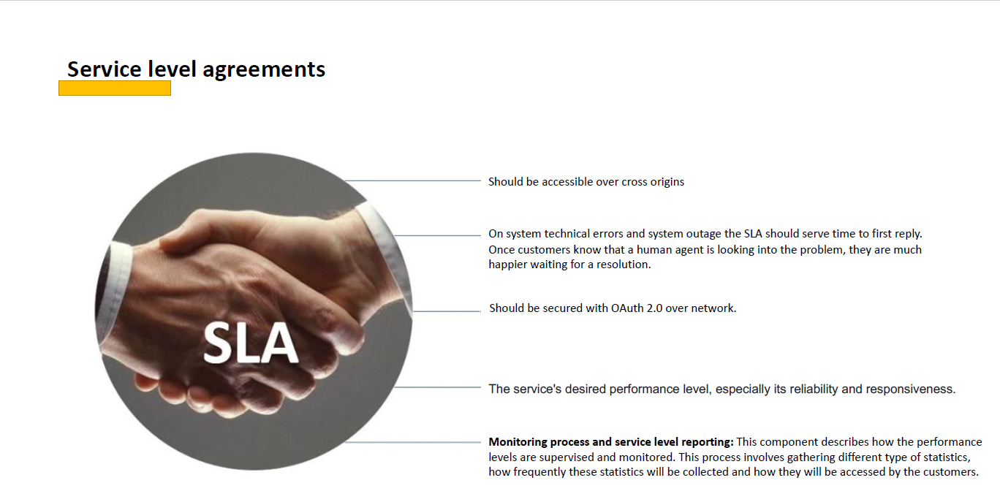 Service level agreements
Should be accessible over cross origins
On system technical errors and system outage the SLA should serve time to first reply.
Once customers know that a human agent is looking into the problem, they are much
happier waiting for a resolution.
Should be secured with OAuth 2.0 over network.
SLA
The service's desired performance level, especially its reliability and responsiveness.
Monitoring process and service level reporting: This component describes how the performance
levels are supervised and monitored. This process involves gathering different type of statistics,
how frequently these statistics will be collected and how they will be accessed by the customers.